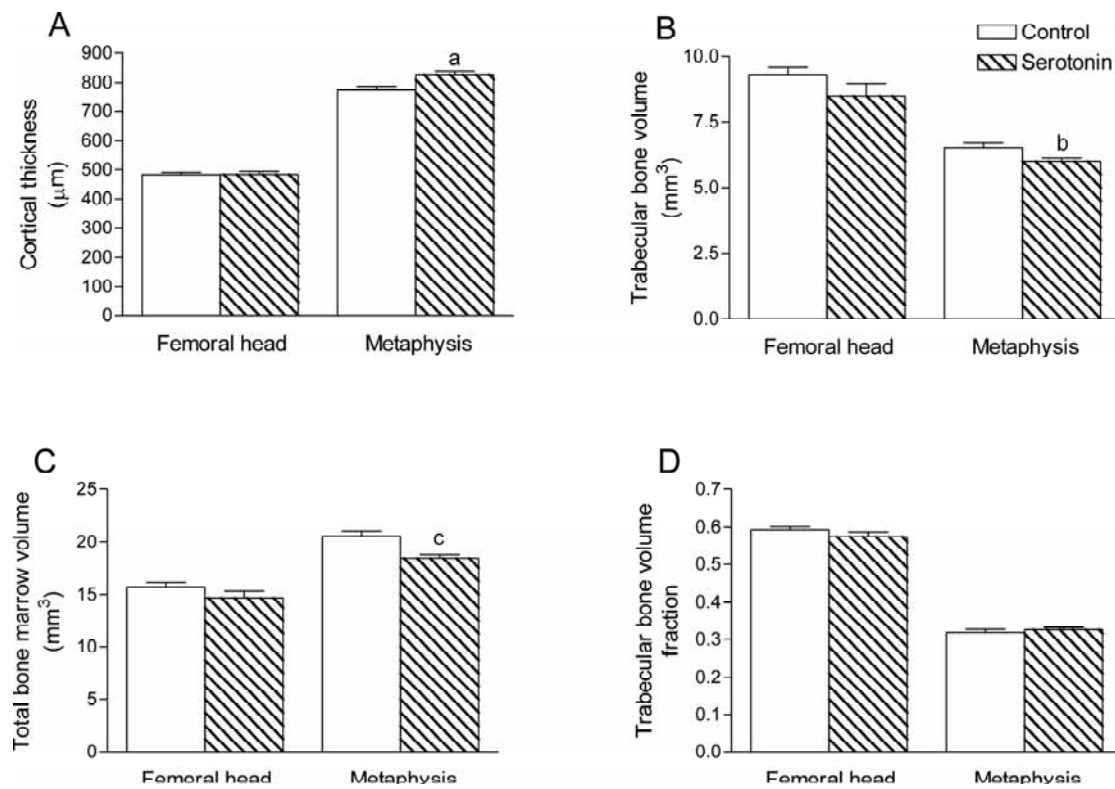 A
Cortical thickness
(μm)
900
800
700
600
500
400
300
200
100
0
a
Femoral head
Metaphysis
B
Control
Serotonin
Trabecular bone volume
(mm³)
10.0
7.5
5.0
2.5
0.0
b
Femoral head
Metaphysis
C
Total bone marrow volume
(mm³)
25
20
15
10
5
0
c
Femoral head
Metaphysis
D
Trabecular bone volume
fraction
0.7
0.6
0.5
0.4
0.3
0.2
0.1
0.0
Femoral head
Metaphysis